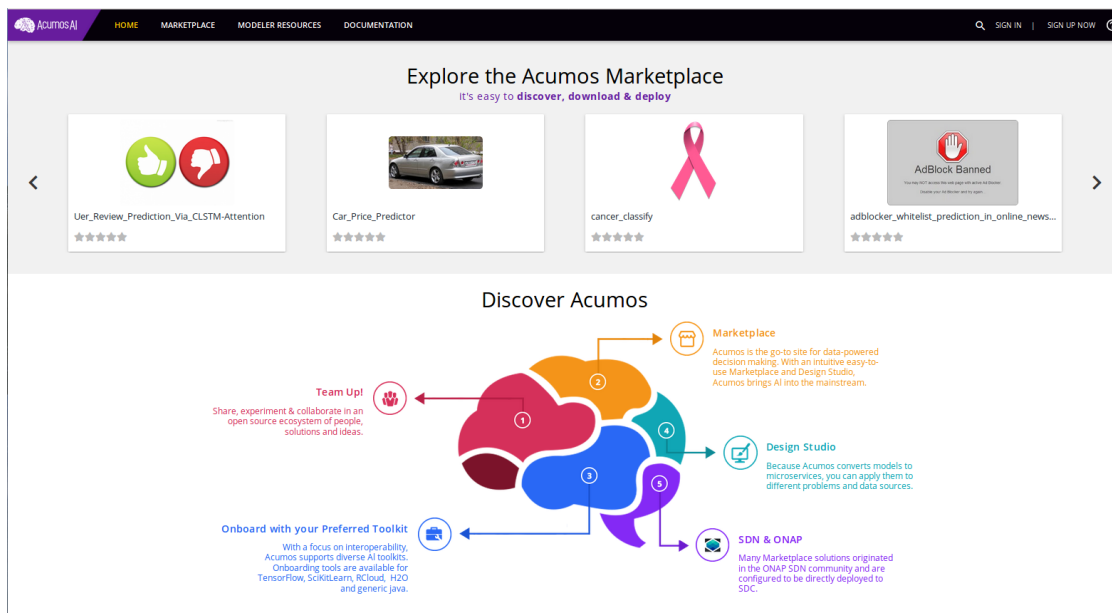 Acumos AI
HOME
MARKETPLACE
MODELER RESOURCES
DOCUMENTATION
SIGN IN | SIGN UP NOW
Explore the Acumos Marketplace
it's easy to discover, download & deploy
Uer_Review_Prediction_Via_CLSTM-Attention
Car_Price_Predictor
cancer_classify
AdBlock Banned
adblocker_whitelist_prediction_in_online_news...
Discover Acumos
Team Up!
Share, experiment & collaborate in an
open source ecosystem of people,
solutions and ideas.
1
2
Marketplace
Acumos is the go-to site for data-powered
decision making. With an intuitive easy-to-
use Marketplace and Design Studio,
Acumos brings AI into the mainstream.
3
Onboard with your Preferred Toolkit
With a focus on interoperability,
Acumos supports diverse AI toolkits.
Onboarding tools are available for
TensorFlow, SciKitLearn, RCloud, H2O
and generic java.
4
Design Studio
Because Acumos converts models to
microservices, you can apply them to
different problems and data sources.
5
SDN & ONAP
Many Marketplace solutions originated
in the ONAP SDN community and are
configured to be directly deployed to
SDC.